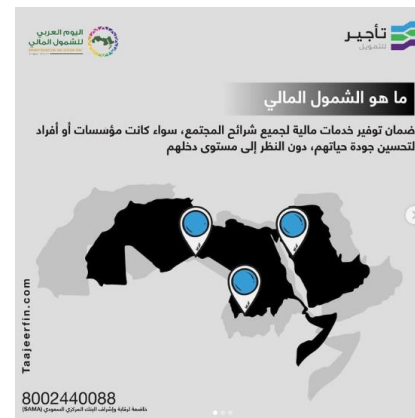 تأجير
للتمويل
اليوم العربي
للشمول المالي
ما هو الشمول المالي
ضمان توفير خدمات مالية لجميع شرائح المجتمع، سواء كانت مؤسسات أو أفراد
لتحسين جودة حياتهم، دون النظر إلى مستوى دخلهم
Taajeerfin.com
8002440088
خاضعة لرقابة وإشراف البنك المركزي السعودي (SAMA)